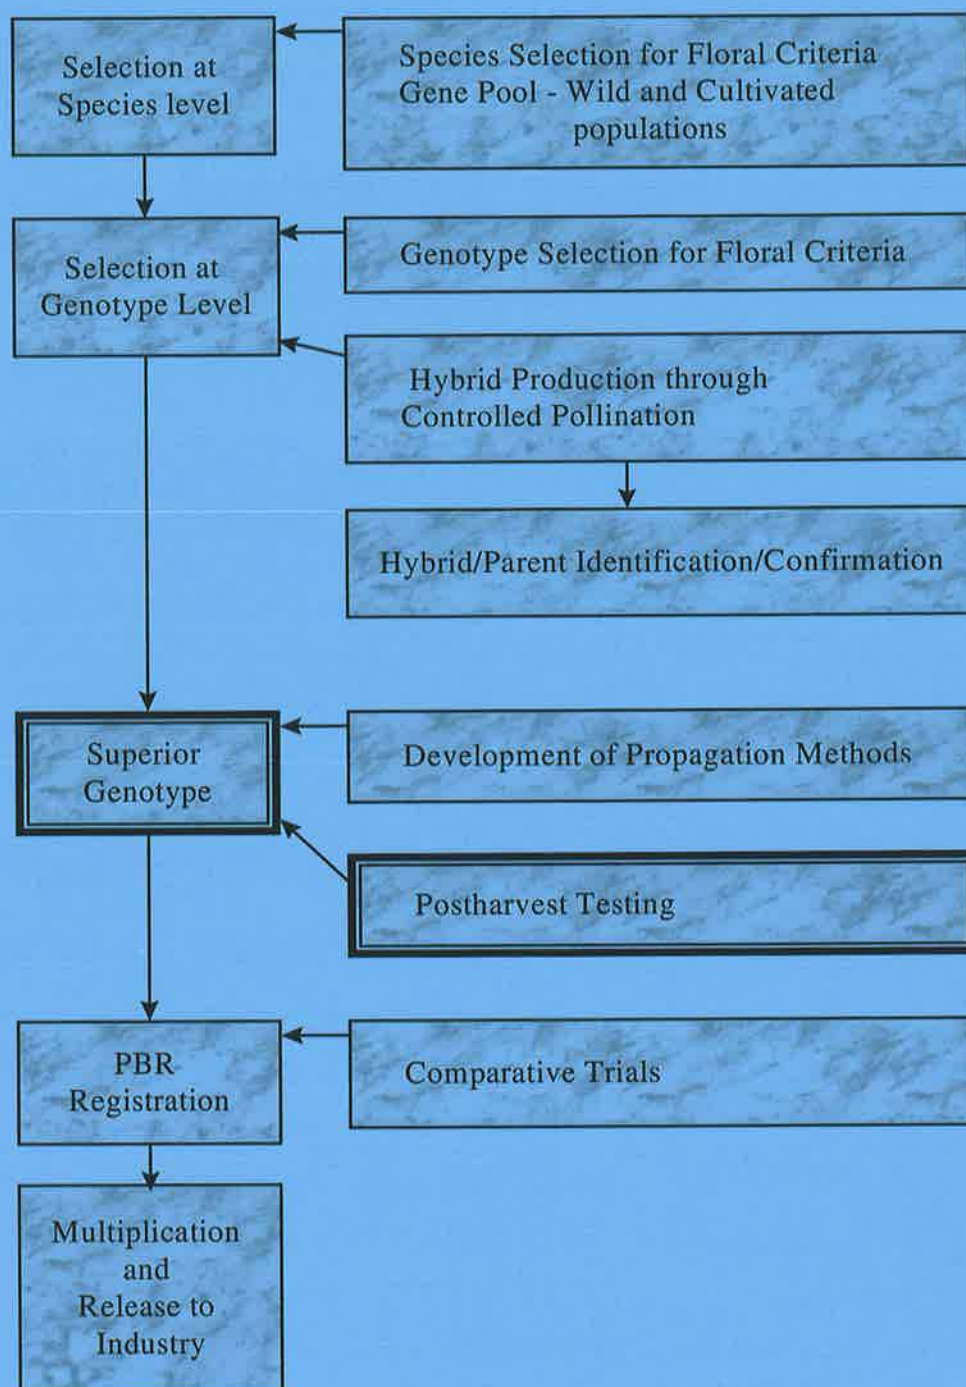 Selection at
Species level
Species Selection for Floral Criteria
Gene Pool - Wild and Cultivated
populations
Selection at
Genotype Level
Genotype Selection for Floral Criteria
Hybrid Production through
Controlled Pollination
Hybrid/Parent Identification/Confirmation
Superior
Genotype
Development of Propagation Methods
Postharvest Testing
PBR
Registration
Comparative Trials
Multiplication
and
Release to
Industry